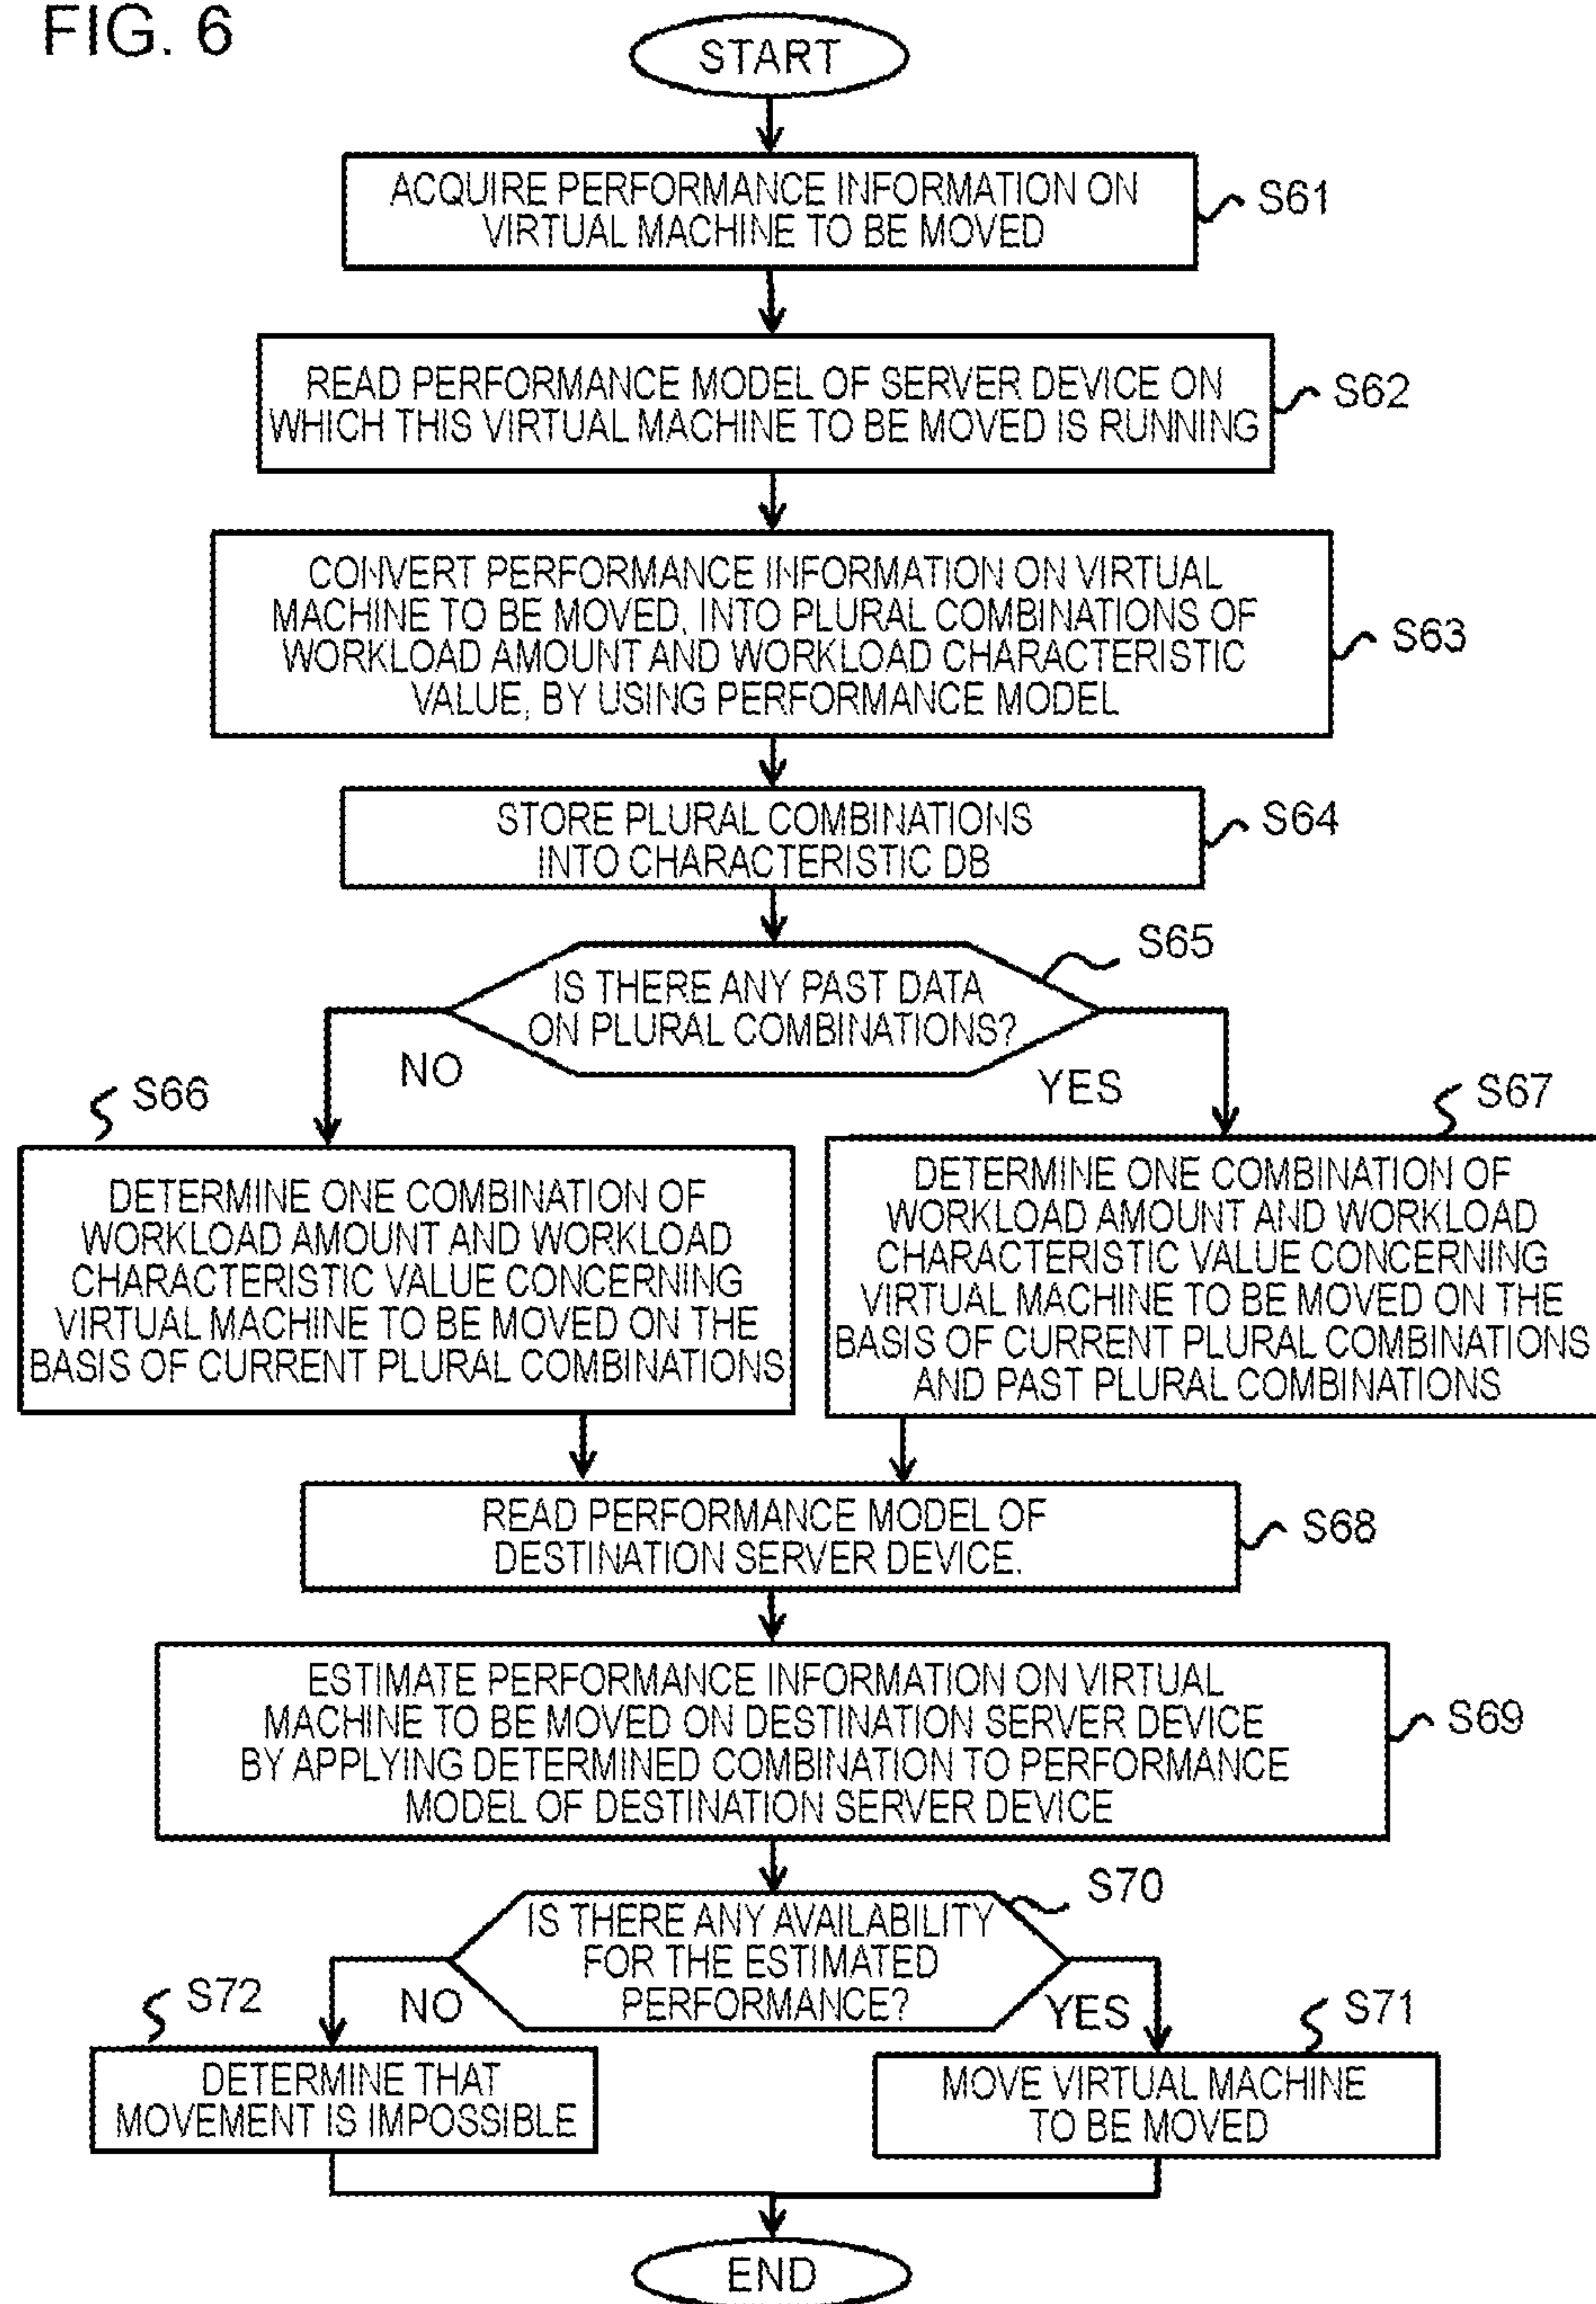 FIG. 6
START
ACQUIRE PERFORMANCE INFORMATION ON
VIRTUAL MACHINE TO BE MOVED
S61
READ PERFORMANCE MODEL OF SERVER DEVICE ON
WHICH THIS VIRTUAL MACHINE TO BE MOVED IS RUNNING
S62
CONVERT PERFORMANCE INFORMATION ON VIRTUAL
MACHINE TO BE MOVED, INTO PLURAL COMBINATIONS OF
WORKLOAD AMOUNT AND WORKLOAD CHARACTERISTIC
VALUE, BY USING PERFORMANCE MODEL
S63
STORE PLURAL COMBINATIONS
INTO CHARACTERISTIC DB
S64
S65
IS THERE ANY PAST DATA
ON PLURAL COMBINATIONS?
NO
YES
S66
DETERMINE ONE COMBINATION OF
WORKLOAD AMOUNT AND WORKLOAD
CHARACTERISTIC VALUE CONCERNING
VIRTUAL MACHINE TO BE MOVED ON THE
BASIS OF CURRENT PLURAL COMBINATIONS
S67
DETERMINE ONE COMBINATION OF
WORKLOAD AMOUNT AND WORKLOAD
CHARACTERISTIC VALUE CONCERNING
VIRTUAL MACHINE TO BE MOVED ON THE
BASIS OF CURRENT PLURAL COMBINATIONS
AND PAST PLURAL COMBINATIONS
READ PERFORMANCE MODEL OF
DESTINATION SERVER DEVICE.
S68
ESTIMATE PERFORMANCE INFORMATION ON VIRTUAL
MACHINE TO BE MOVED ON DESTINATION SERVER DEVICE
BY APPLYING DETERMINED COMBINATION TO PERFORMANCE
MODEL OF DESTINATION SERVER DEVICE
S69
S70
IS THERE ANY AVAILABILITY
FOR THE ESTIMATED
PERFORMANCE?
NO
YES
S72
DETERMINE THAT
MOVEMENT IS IMPOSSIBLE
S71
MOVE VIRTUAL MACHINE
TO BE MOVED
END